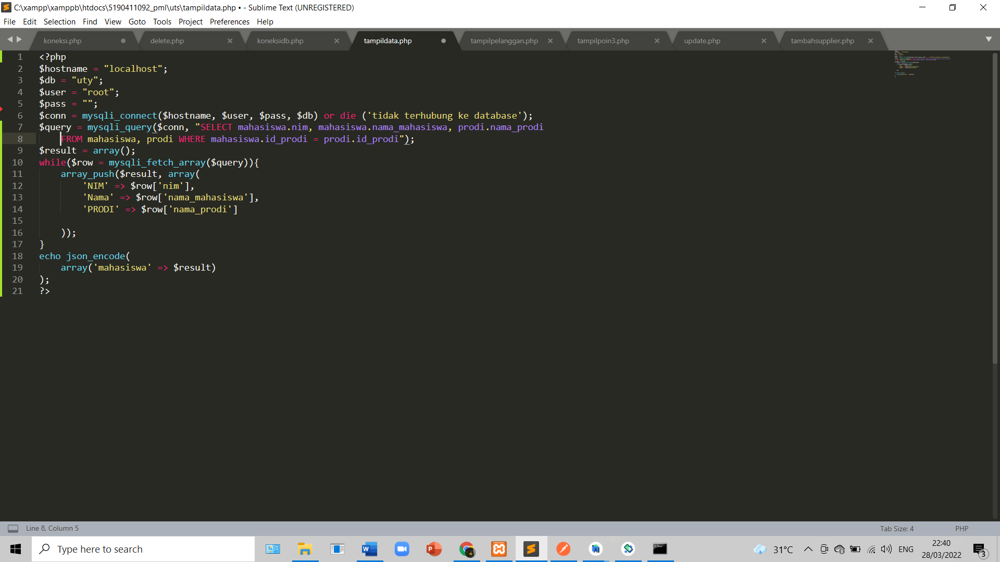 C:\xampp\xamppb\htdocs\5190411092_pml\uts\tampildata.php • - Sublime Text (UNREGISTERED)
File Edit Selection Find View Goto Tools Project Preferences Help
koneksi.php delete.php koneksidb.php tampildata.php tampilpelanggan.php tampilpoin3.php update.php tambahsupplier.php
1 <?php
2 $hostname = "localhost";
3 $db = "uty";
4 $user = "root";
5 $pass = "";
6 $conn = mysqli_connect($hostname, $user, $pass, $db) or die ('tidak terhubung ke database');
7 $query = mysqli_query($conn, "SELECT mahasiswa.nim, mahasiswa.nama_mahasiswa, prodi.nama_prodi
8     FROM mahasiswa, prodi WHERE mahasiswa.id_prodi = prodi.id_prodi");
9 $result = array();
10 while($row = mysqli_fetch_array($query)){
11     array_push($result, array(
12         'NIM' => $row['nim'],
13         'Nama' => $row['nama_mahasiswa'],
14         'PRODI' => $row['nama_prodi']
15
16     ));
17 }
18 echo json_encode(
19     array('mahasiswa' => $result)
20 );
21 ?>
Line 8, Column 5 Tab Size: 4 PHP
Type here to search
31°C ENG
22:40
28/03/2022
3